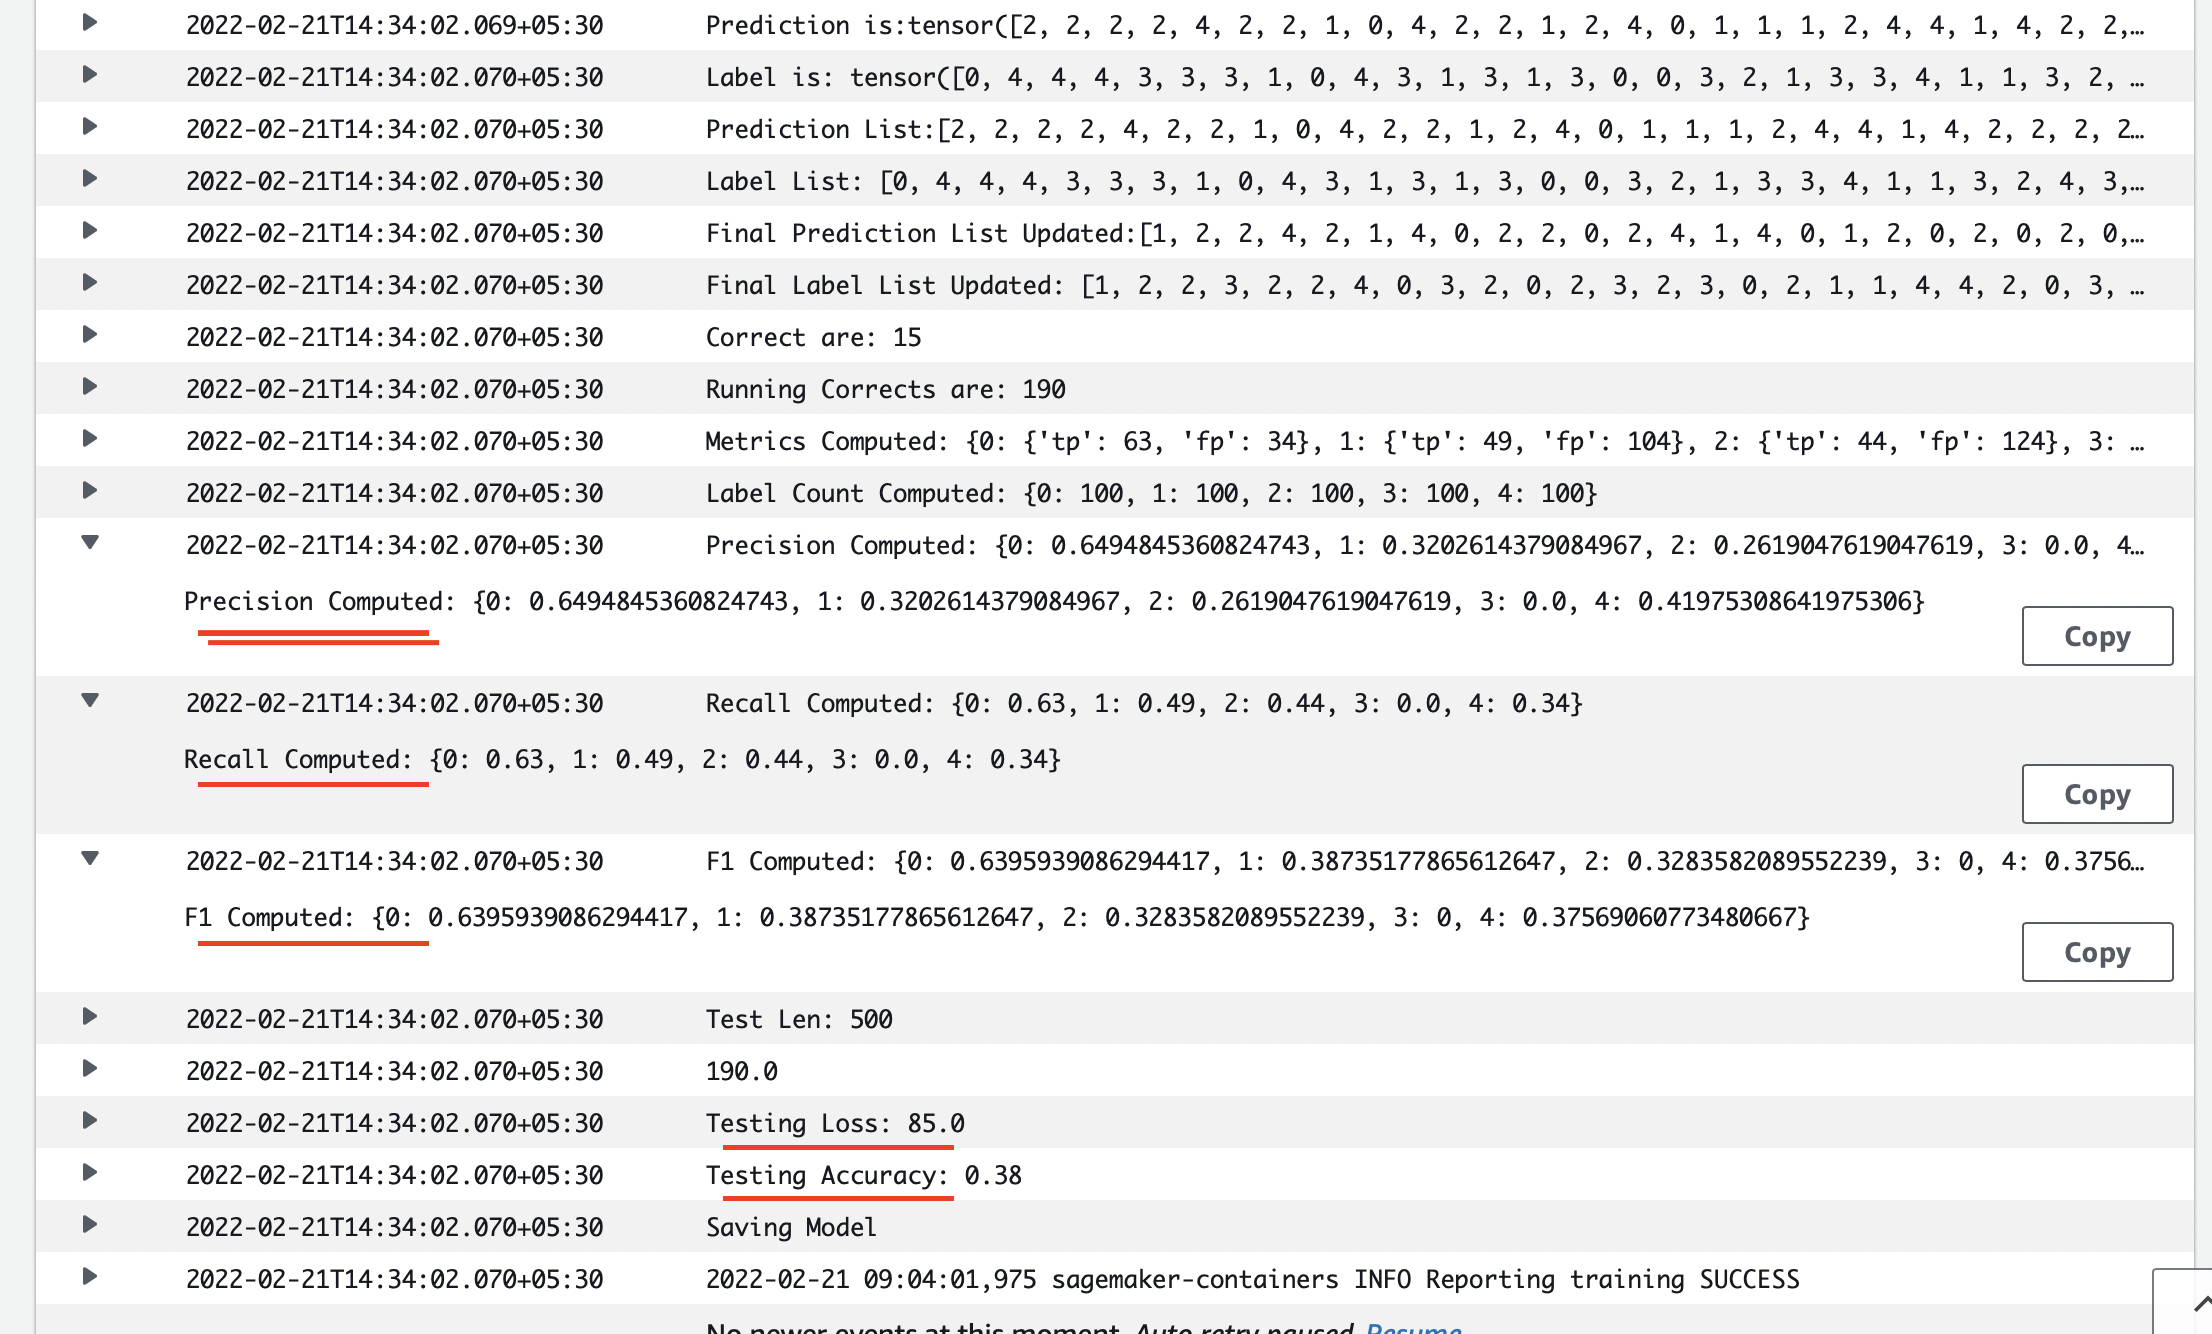 2022-02-21T14:34:02.069+05:30 Prediction is:tensor([2, 2, 2, 2, 4, 2, 2, 1, 0, 4, 2, 2, 1, 2, 4, 0, 1, 1, 1, 2, 4, 4, 1, 4, 2, 2,…
2022-02-21T14:34:02.070+05:30 Label is: tensor([0, 4, 4, 4, 3, 3, 3, 1, 0, 4, 3, 1, 3, 1, 3, 0, 0, 3, 2, 1, 3, 3, 4, 1, 1, 3, 2, …
2022-02-21T14:34:02.070+05:30 Prediction List:[2, 2, 2, 2, 4, 2, 2, 1, 0, 4, 2, 2, 1, 2, 4, 0, 1, 1, 1, 2, 4, 4, 1, 4, 2, 2, 2, 2…
2022-02-21T14:34:02.070+05:30 Label List: [0, 4, 4, 4, 3, 3, 3, 1, 0, 4, 3, 1, 3, 1, 3, 0, 0, 3, 2, 1, 3, 3, 4, 1, 1, 3, 2, 4, 3,…
2022-02-21T14:34:02.070+05:30 Final Prediction List Updated:[1, 2, 2, 4, 2, 1, 4, 0, 2, 2, 0, 2, 4, 1, 4, 0, 1, 2, 0, 2, 0, 2, 0,…
2022-02-21T14:34:02.070+05:30 Final Label List Updated: [1, 2, 2, 3, 2, 2, 4, 0, 3, 2, 0, 2, 3, 2, 3, 0, 2, 1, 1, 4, 4, 2, 0, 3, …
2022-02-21T14:34:02.070+05:30 Correct are: 15
2022-02-21T14:34:02.070+05:30 Running Corrects are: 190
2022-02-21T14:34:02.070+05:30 Metrics Computed: {0: {'tp': 63, 'fp': 34}, 1: {'tp': 49, 'fp': 104}, 2: {'tp': 44, 'fp': 124}, 3: …
2022-02-21T14:34:02.070+05:30 Label Count Computed: {0: 100, 1: 100, 2: 100, 3: 100, 4: 100}
2022-02-21T14:34:02.070+05:30 Precision Computed: {0: 0.6494845360824743, 1: 0.3202614379084967, 2: 0.2619047619047619, 3: 0.0, 4…
Precision Computed: {0: 0.6494845360824743, 1: 0.3202614379084967, 2: 0.2619047619047619, 3: 0.0, 4: 0.41975308641975306}
Copy
2022-02-21T14:34:02.070+05:30 Recall Computed: {0: 0.63, 1: 0.49, 2: 0.44, 3: 0.0, 4: 0.34}
Recall Computed: {0: 0.63, 1: 0.49, 2: 0.44, 3: 0.0, 4: 0.34}
Copy
2022-02-21T14:34:02.070+05:30 F1 Computed: {0: 0.6395939086294417, 1: 0.38735177865612647, 2: 0.3283582089552239, 3: 0, 4: 0.3756…
F1 Computed: {0: 0.6395939086294417, 1: 0.38735177865612647, 2: 0.3283582089552239, 3: 0, 4: 0.37569060773480667}
Copy
2022-02-21T14:34:02.070+05:30 Test Len: 500
2022-02-21T14:34:02.070+05:30 190.0
2022-02-21T14:34:02.070+05:30 Testing Loss: 85.0
2022-02-21T14:34:02.070+05:30 Testing Accuracy: 0.38
2022-02-21T14:34:02.070+05:30 Saving Model
2022-02-21T14:34:02.070+05:30 2022-02-21 09:04:01,975 sagemaker-containers INFO Reporting training SUCCESS
No newer events at this moment. Auto retry paused. Resume